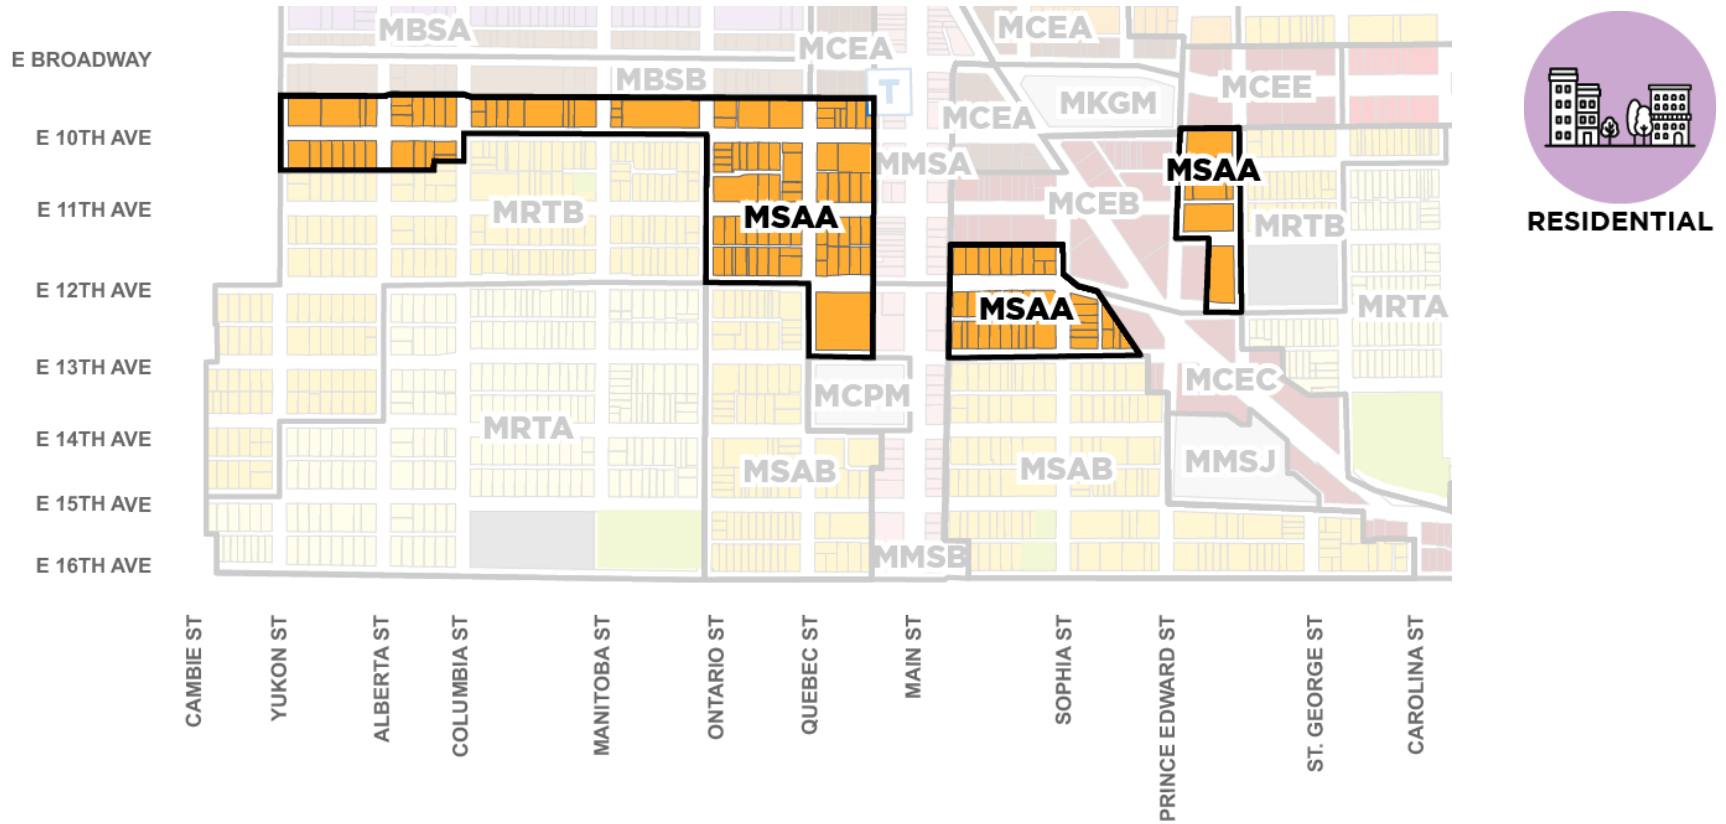 MBSA
MCEA
MCEA
E BROADWAY
MBSB
T
MCEE
MKGM
MCEA
E 10TH AVE
MMSA
MSAA
RESIDENTIAL
E 11TH AVE
MRTB
MSAA
MCEB
MRTB
E 12TH AVE
MSAA
MRTA
E 13TH AVE
MCPM
MCEC
E 14TH AVE
MRTA
MSAB
MSAB
MMSJ
E 15TH AVE
E 16TH AVE
MMSB
CAMBIE ST
YUKON ST
ALBERTA ST
COLUMBIA ST
MANITOBA ST
ONTARIO ST
QUEBEC ST
MAIN ST
SOPHIA ST
PRINCE EDWARD ST
ST. GEORGE ST
CAROLINA ST